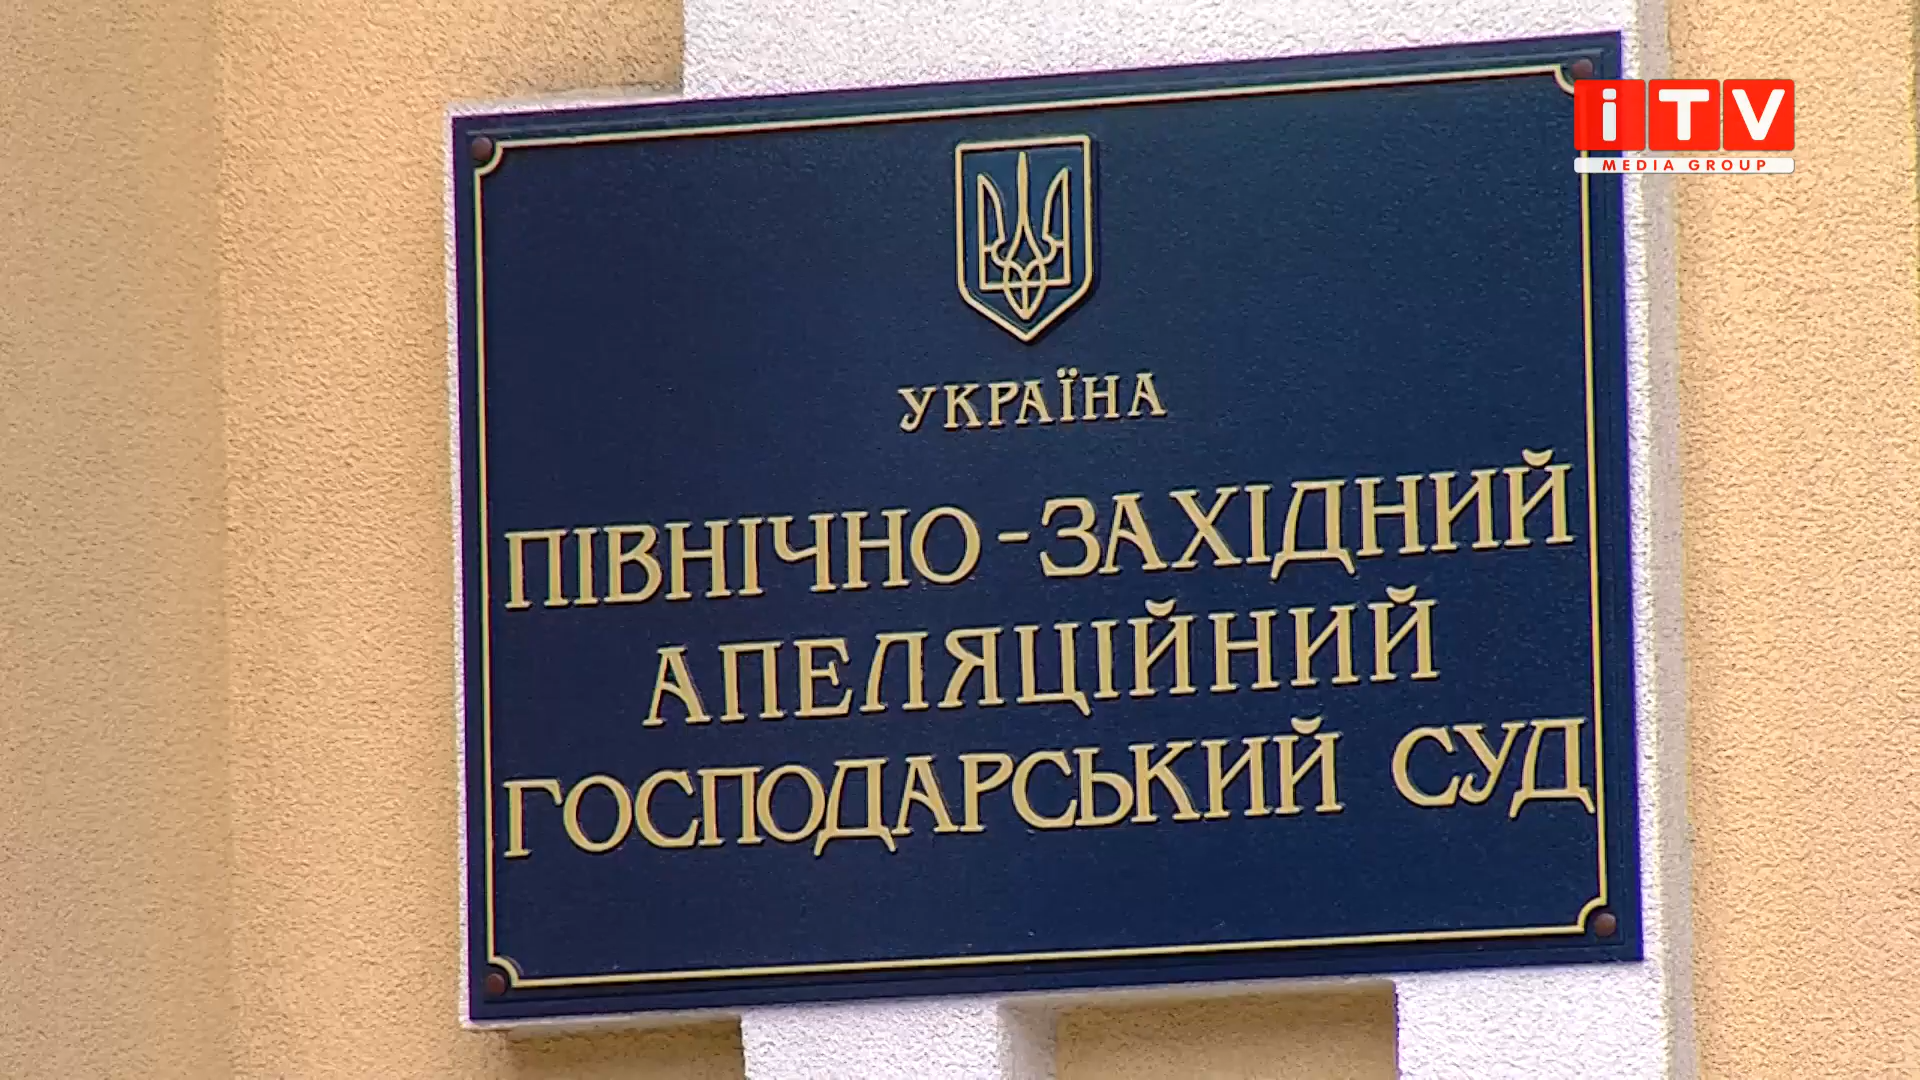 iTV
MEDIA GROUP
УКРАЇНА
ПІВНІЧНО-ЗАХІДНИЙ
АПЕЛЯЦІЙНИЙ
ГОСПОДАРСЬКИЙ СУД